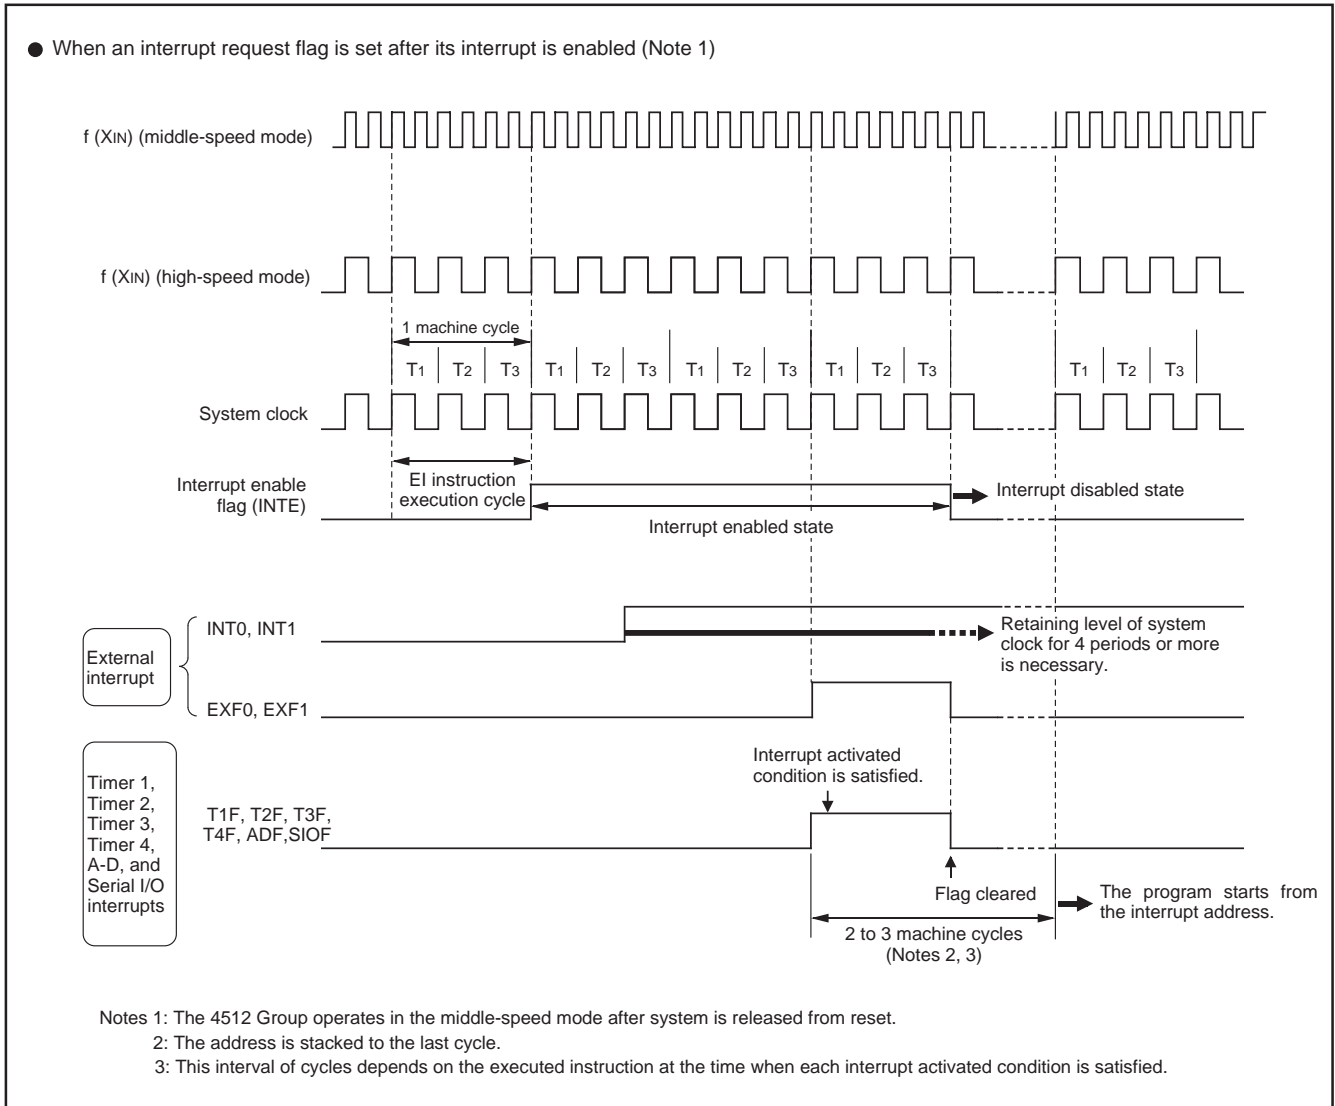 ● When an interrupt request flag is set after its interrupt is enabled (Note 1)
f (XIN) (middle-speed mode)
f (XIN) (high-speed mode)
1 machine cycle
T1 T2 T3 T1 T2 T3 T1 T2 T3 T1 T2 T3 T1 T2 T3
System clock
EI instruction
execution cycle
Interrupt enable
flag (INTE)
Interrupt enabled state
Interrupt disabled state
External
interrupt
INT0, INT1
Retaining level of system
clock for 4 periods or more
is necessary.
EXF0, EXF1
Timer 1,
Timer 2,
Timer 3,
Timer 4,
A-D, and
Serial I/O
interrupts
T1F, T2F, T3F,
T4F, ADF,SIOF
Interrupt activated
condition is satisfied.
Flag cleared
2 to 3 machine cycles
(Notes 2, 3)
The program starts from
the interrupt address.
Notes 1: The 4512 Group operates in the middle-speed mode after system is released from reset.
2: The address is stacked to the last cycle.
3: This interval of cycles depends on the executed instruction at the time when each interrupt activated condition is satisfied.